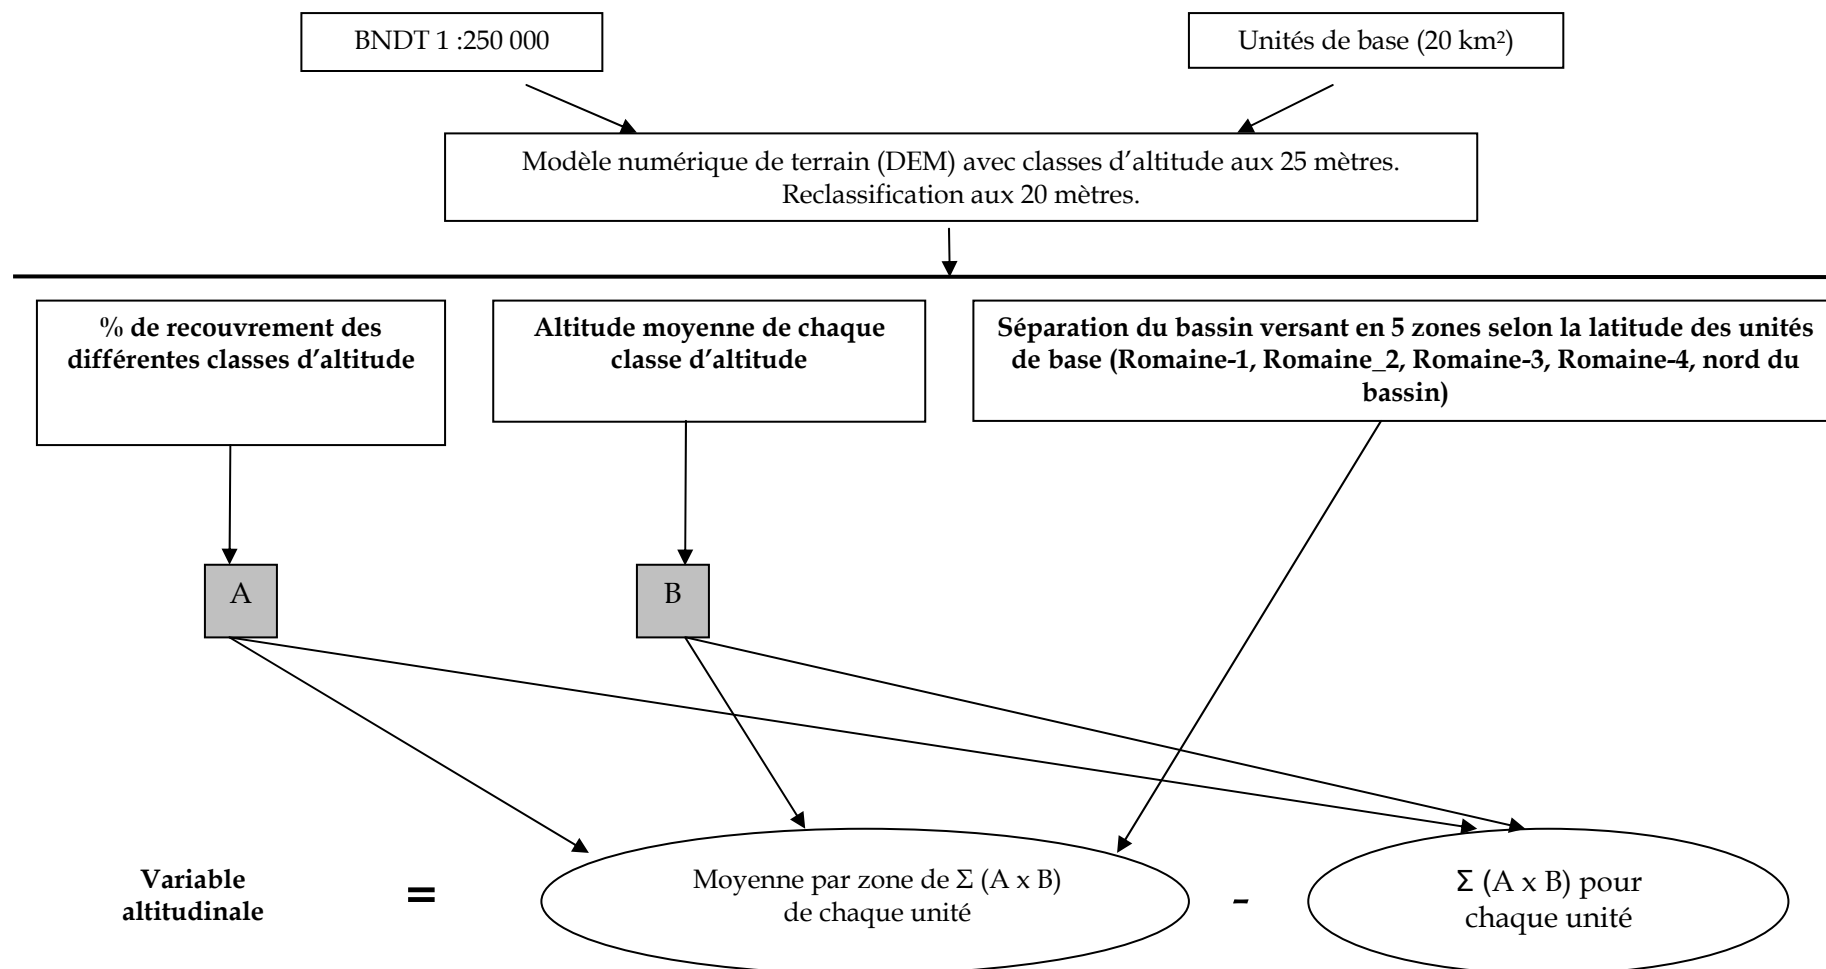 BNDT 1 :250 000
Unités de base (20 km²)
Modèle numérique de terrain (DEM) avec classes d’altitude aux 25 mètres.
Reclassification aux 20 mètres.
% de recouvrement des
différentes classes d’altitude
Altitude moyenne de chaque
classe d’altitude
Séparation du bassin versant en 5 zones selon la latitude des unités
de base (Romaine-1, Romaine_2, Romaine-3, Romaine-4, nord du
bassin)
A
B
Variable
altitudinale
=
Moyenne par zone de Σ (A x B)
de chaque unité
-
Σ (A x B) pour
chaque unité